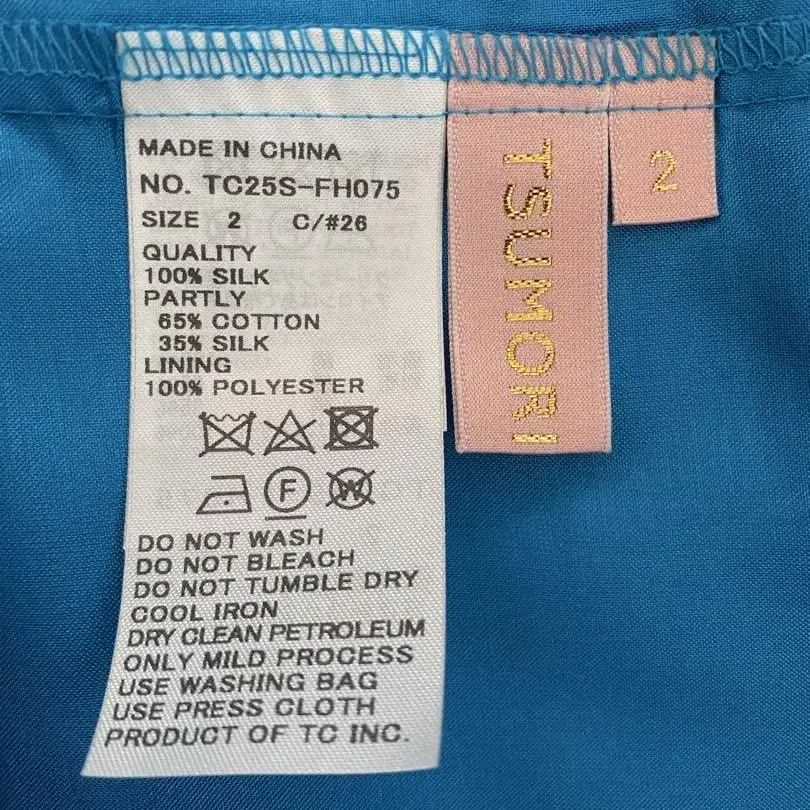 MADE IN CHINA
NO. TC25S-FH075
SIZE 2 C/#26
QUALITY
100% SILK
PARTLY
65% COTTON
35% SILK
LINING
100% POLYESTER
F
W
DO NOT WASH
DO NOT BLEACH
DO NOT TUMBLE DRY
COOL IRON
DRY CLEAN PETROLEUM
ONLY MILD PROCESS
USE WASHING BAG
USE PRESS CLOTH
PRODUCT OF TC INC.
TSUMORI
2